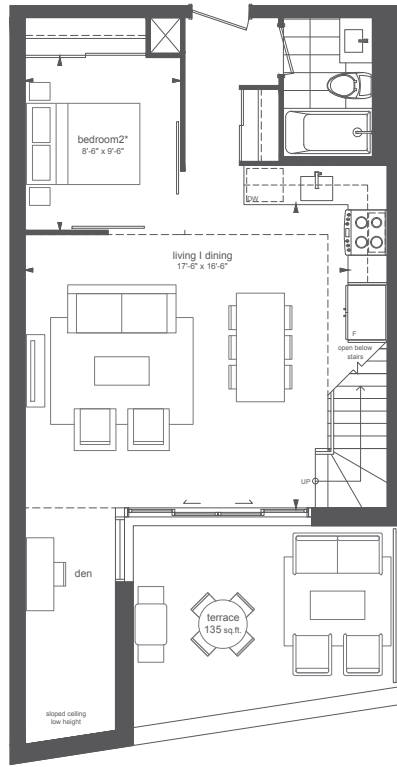 bedroom2*
8'-6" x 9'-6"
DW
living I dining
17'-6" x 16'-6"
F
open below
stairs
UP
den
terrace
135 sq.ft.
sloped ceiling
low height